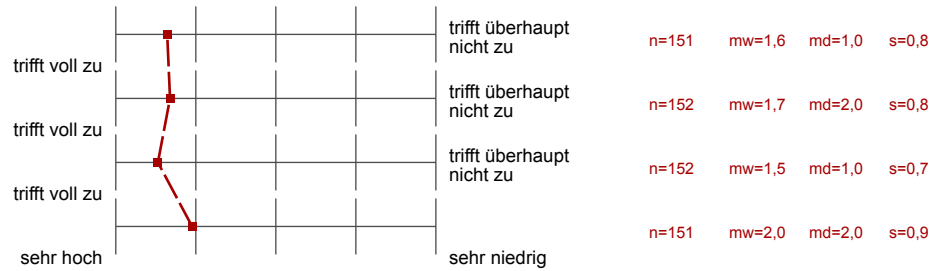 trifft überhaupt
nicht zu
n=151 mw=1,6 md=1,0 s=0,8
trifft voll zu
trifft überhaupt
nicht zu
n=152 mw=1,7 md=2,0 s=0,8
trifft voll zu
trifft überhaupt
nicht zu
n=152 mw=1,5 md=1,0 s=0,7
trifft voll zu
n=151 mw=2,0 md=2,0 s=0,9
sehr hoch
sehr niedrig